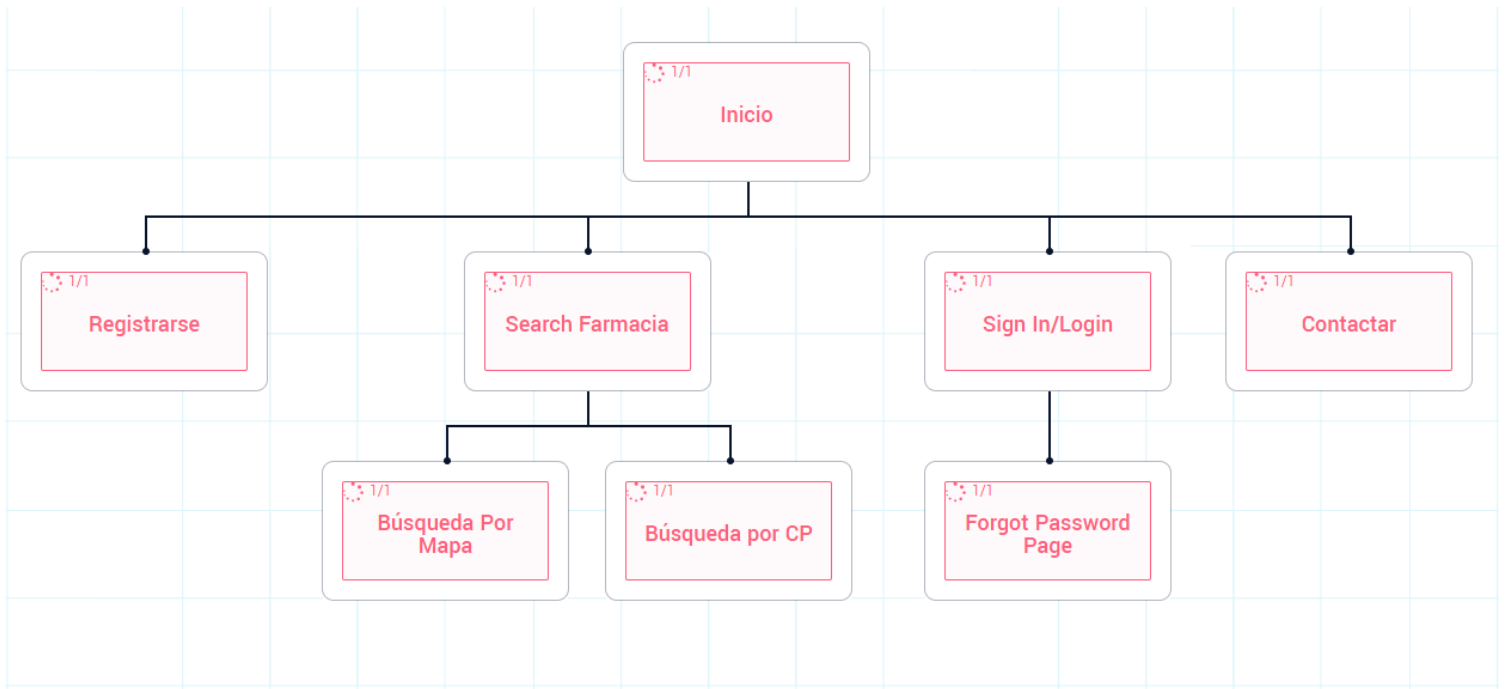 1/1
Inicio
1/1
Registrarse
1/1
Search Farmacia
1/1
Sign In/Login
1/1
Contactar
1/1
Búsqueda Por
Mapa
1/1
Búsqueda por CP
1/1
Forgot Password
Page